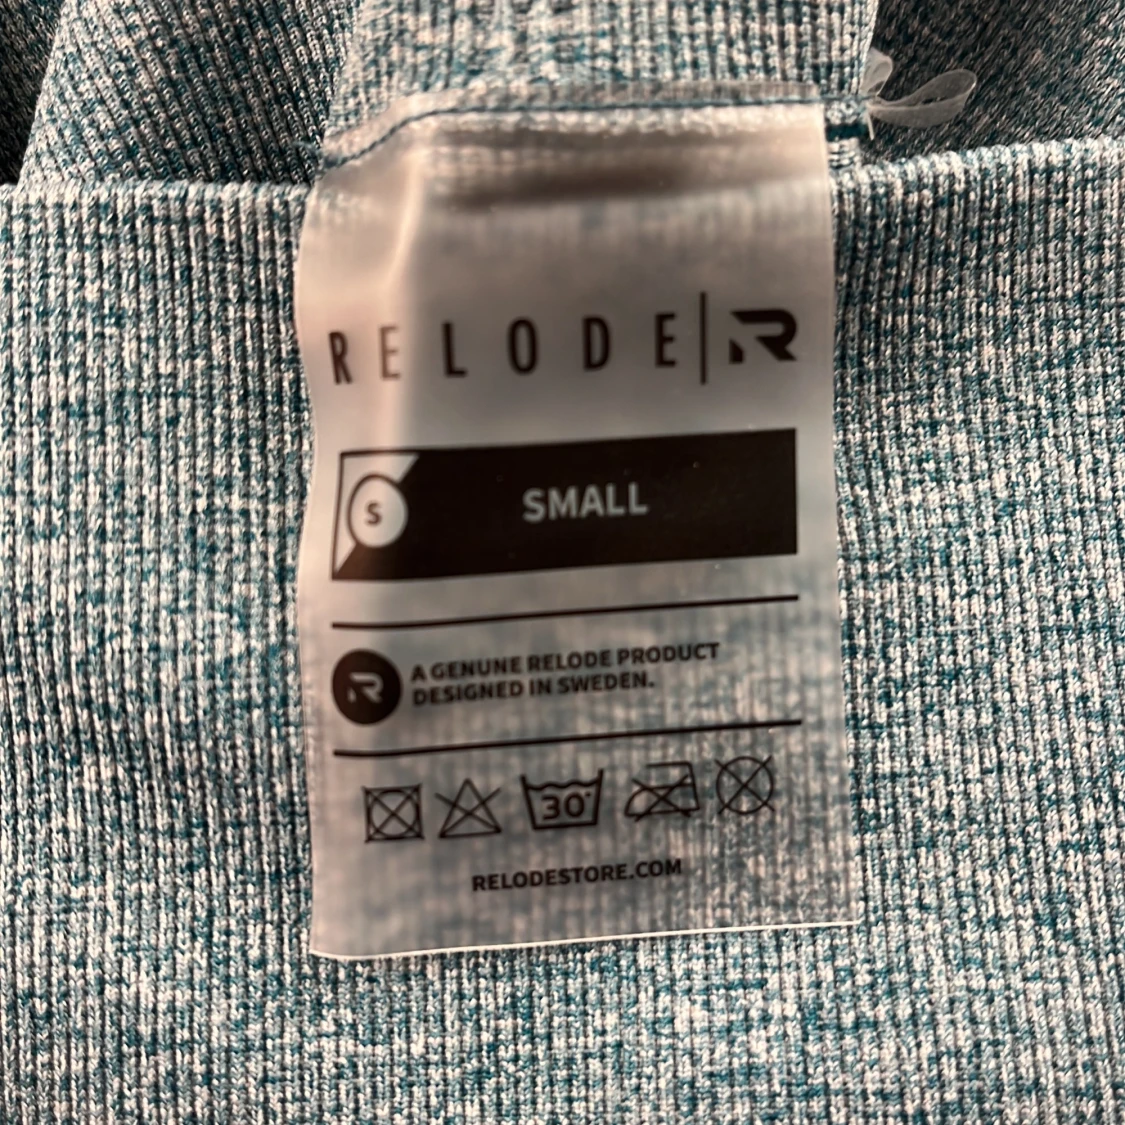 RELODE | R
S SMALL
A GENUNE RELODE PRODUCT
DESIGNED IN SWEDEN.
30°
RELODESTORE.COM